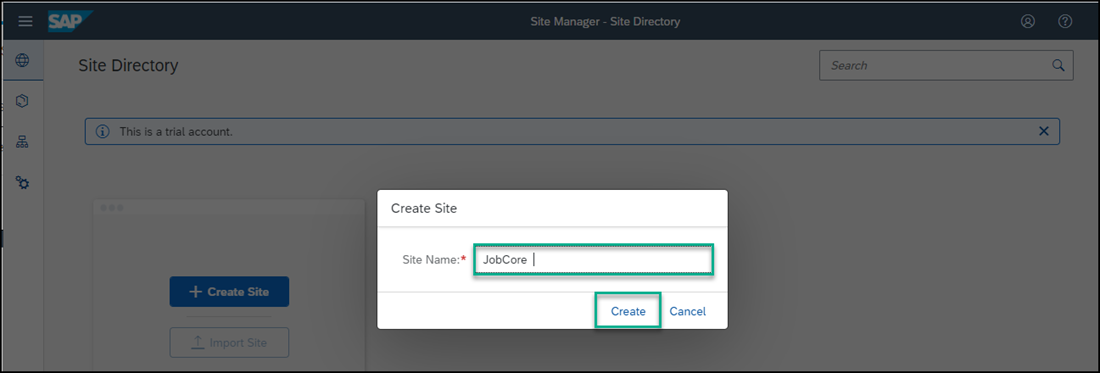 SAP
Site Manager - Site Directory
Site Directory
Search
This is a trial account.
Create Site
Site Name:* JobCore
Create Cancel
+ Create Site
Import Site